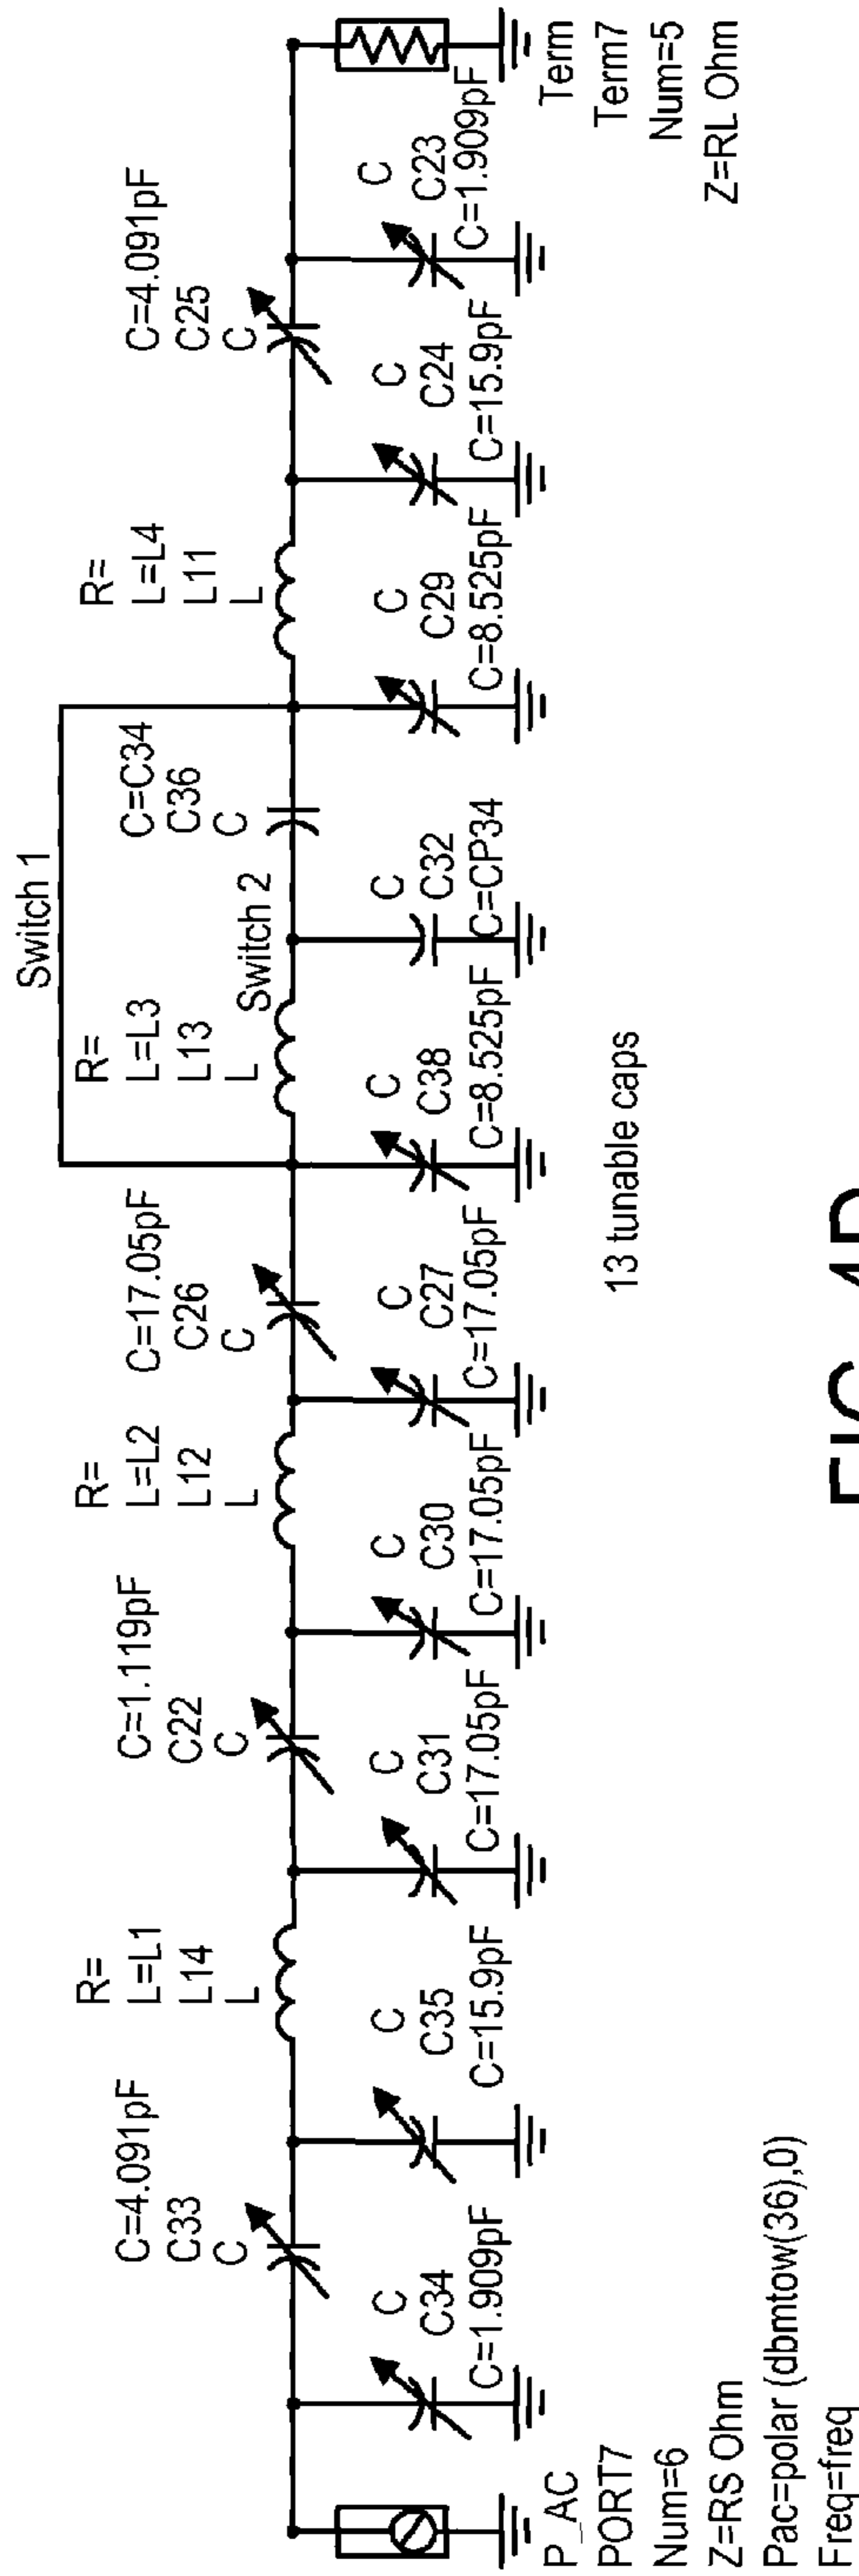 Switch 1
C=4.091pF
C33
C
R=
L=L1
L14
L
C=1.119pF
C22
C
R=
L=L2
L12
L
C=17.05pF
C26
C
R=
L=L3
L13
L
Switch 2
C=C34
C36
C
R=
L=L4
L11
L
C=4.091pF
C25
C
C
C34
C=1.909pF
C
C35
C=15.9pF
C
C31
C=17.05pF
C
C30
C=17.05pF
C
C27
C=17.05pF
C
C38
C=8.525pF
C
C32
C=CP34
C
C29
C=8.525pF
C
C24
C=15.9pF
C
C23
C=1.909pF
P_AC
PORT7
Num=6
Z=RS Ohm
Pac=polar (dbmtow(36),0)
Freq=freq
13 tunable caps
Term
Term7
Num=5
Z=RL Ohm